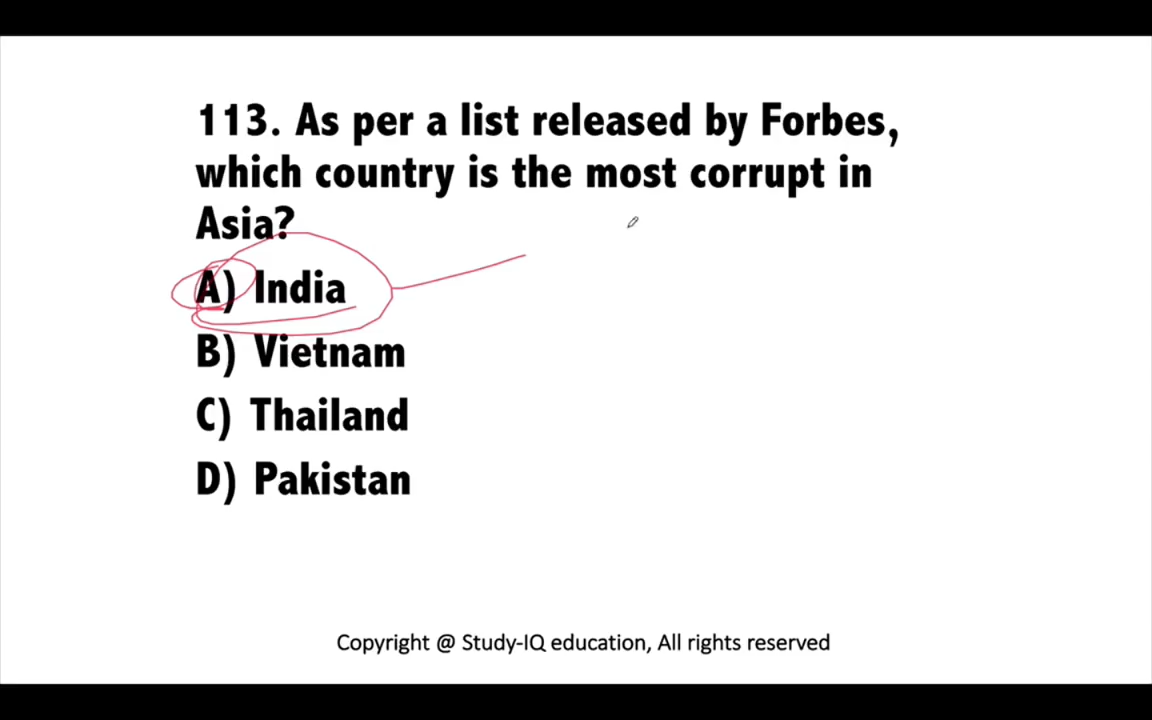 113. As per a list released by Forbes,
which country is the most corrupt in
Asia?
A) India
B) Vietnam
C) Thailand
D) Pakistan
Copyright @ Study-IQ education, All rights reserved